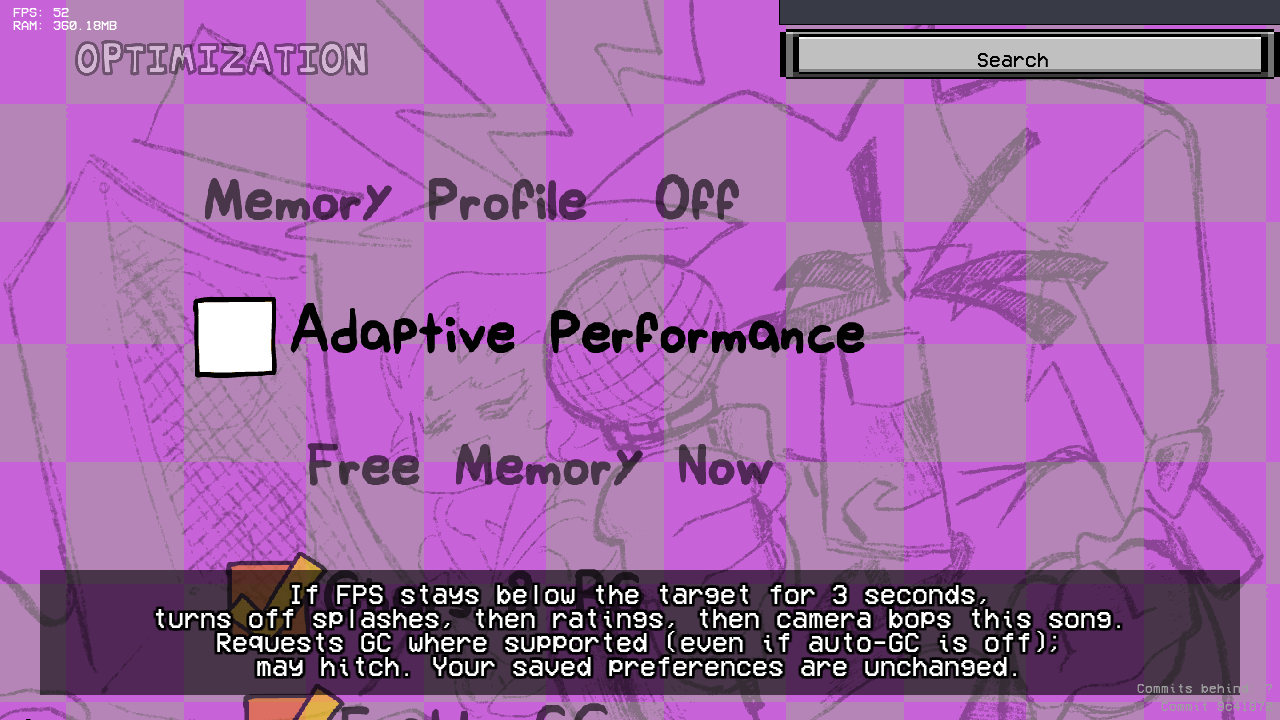 FPS: 52
RAM: 360.18MB
OPTIMIZATION
Search
Memory Profile Off
Adaptive Performance
Free Memory Now
If FPS stays below the target for 3 seconds,
turns off splashes, then ratings, then camera bops this song.
Requests GC where supported (even if auto-GC is off);
may hitch. Your saved preferences are unchanged.
Commits behin
Commit